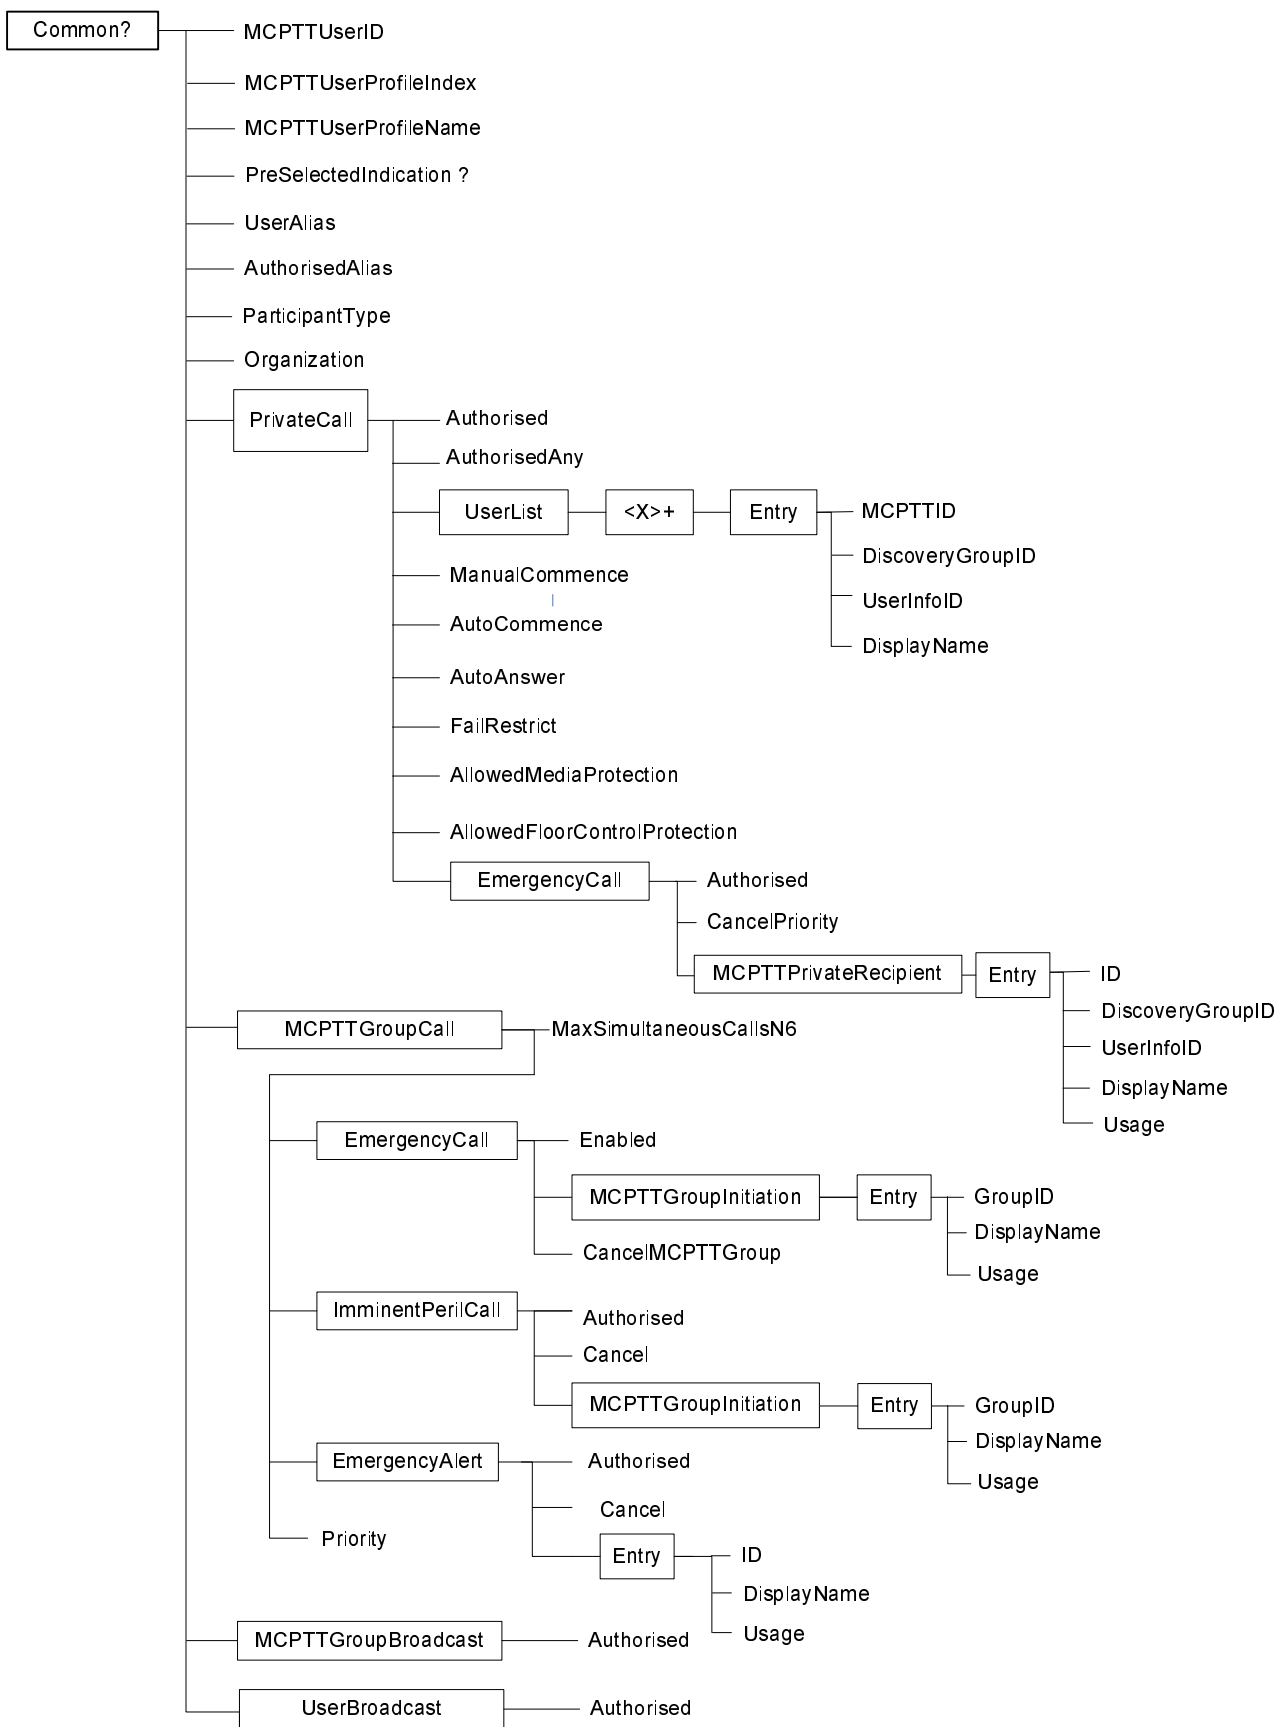 Common?
MCPTTUserID
MCPTTUserProfileIndex
MCPTTUserProfileName
PreSelectedIndication ?
UserAlias
AuthorisedAlias
ParticipantType
Organization
PrivateCall
Authorised
AuthorisedAny
UserList
<X>+
Entry
MCPTTID
DiscoveryGroupID
UserInfoID
DisplayName
ManualCommence
AutoCommence
AutoAnswer
FailRestrict
AllowedMediaProtection
AllowedFloorControlProtection
EmergencyCall
Authorised
CancelPriority
MCPTTPrivateRecipient
Entry
ID
DiscoveryGroupID
UserInfoID
DisplayName
Usage
MCPTTGroupCall
MaxSimultaneousCallsN6
EmergencyCall
Enabled
MCPTTGroupInitiation
Entry
GroupID
DisplayName
Usage
CancelMCPTTGroup
ImminentPerilCall
Authorised
Cancel
MCPTTGroupInitiation
Entry
GroupID
DisplayName
Usage
EmergencyAlert
Authorised
Cancel
Entry
ID
DisplayName
Usage
Priority
MCPTTGroupBroadcast
Authorised
UserBroadcast
Authorised